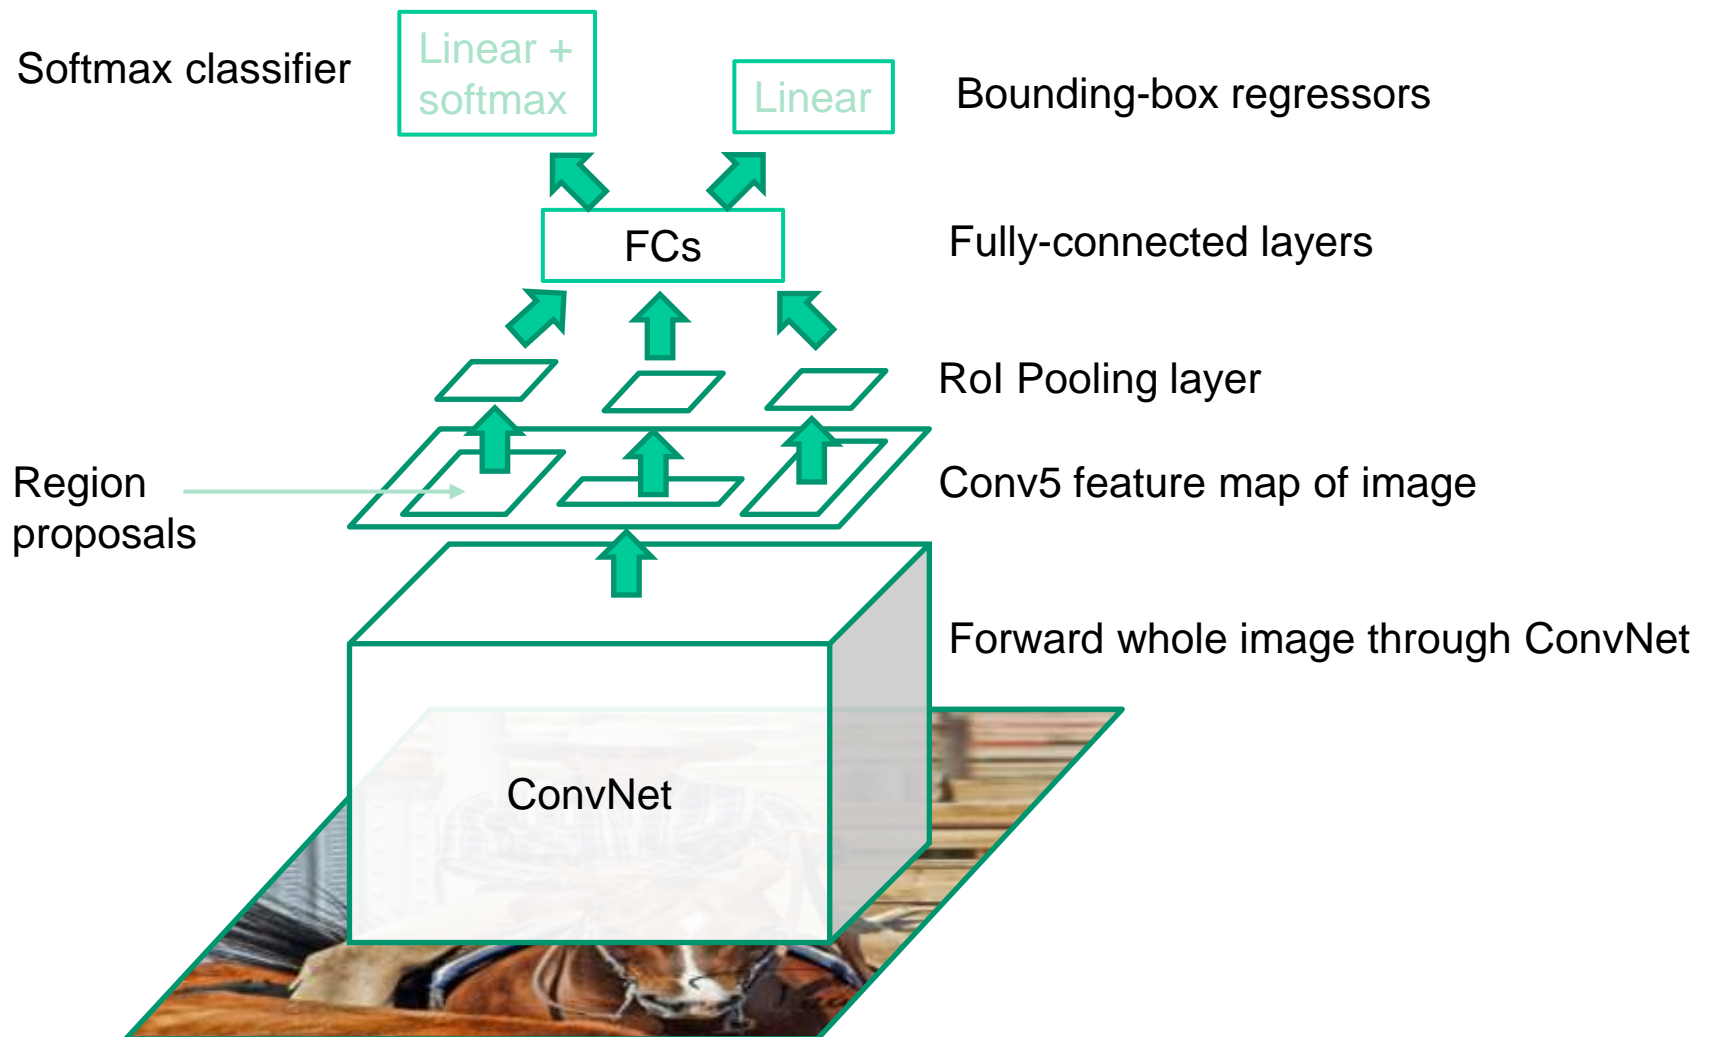 Softmax classifier
Linear +
softmax
Linear
Bounding-box regressors
FCs
Fully-connected layers
RoI Pooling layer
Region
proposals
Conv5 feature map of image
Forward whole image through ConvNet
ConvNet